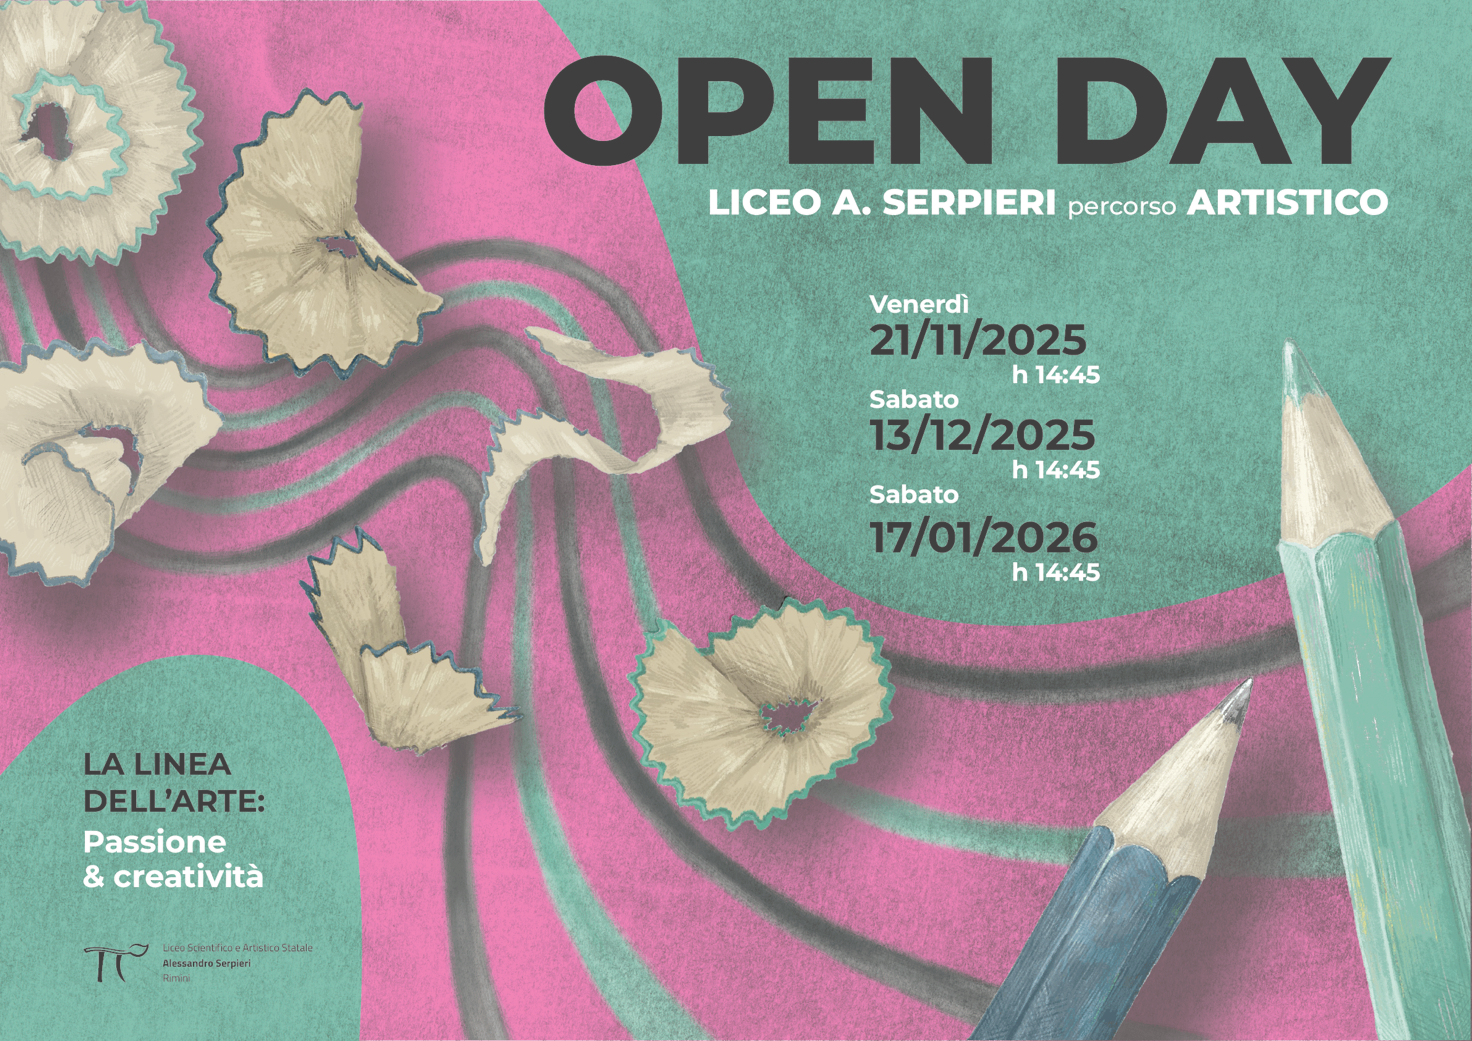 OPEN DAY
LICEO A. SERPIERI percorso ARTISTICO
Venerdì
21/11/2025
h 14:45
Sabato
13/12/2025
h 14:45
Sabato
17/01/2026
h 14:45
LA LINEA
DELL’ARTE:
Passione
& creatività
Liceo Scientifico e Artistico Statale
Alessandro Serpieri
Rimini